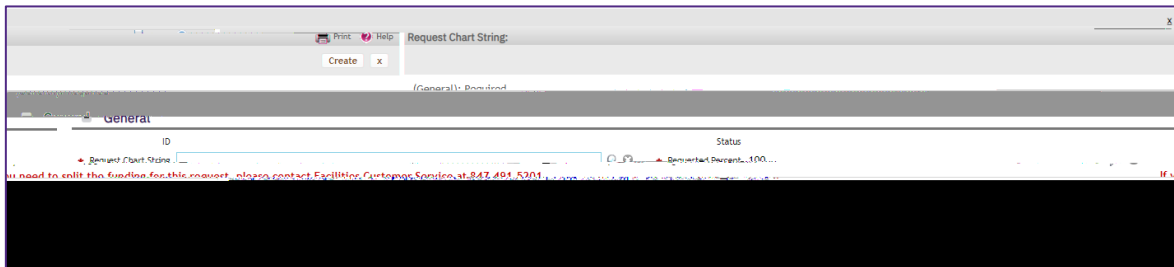 x
Print Help Request Chart String:
Create x
(General): Required
General
ID Status
Request Chart String Requested Percent 100
you need to split the funding for this request, please contact Facilities Customer Service at 847-491-5201 If